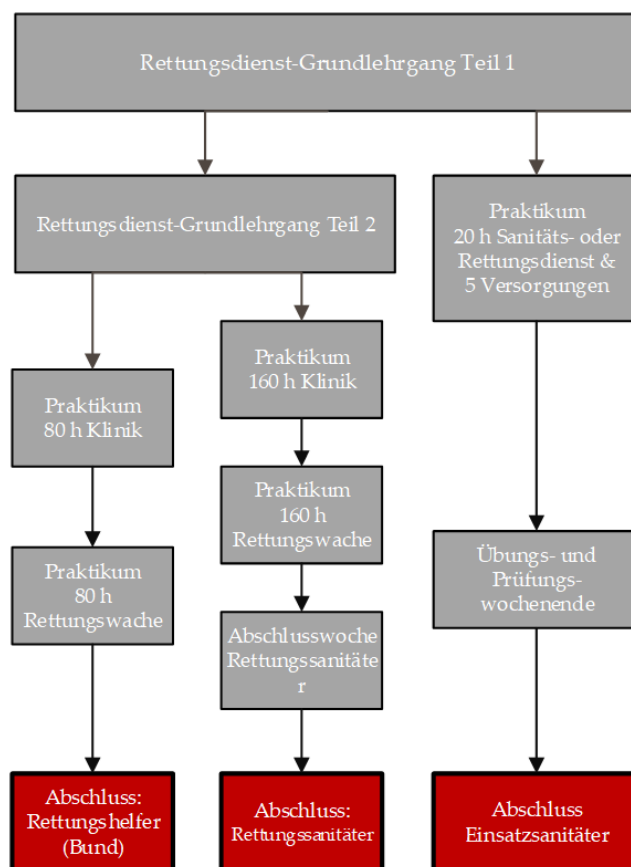 Rettungsdienst-Grundlehrgang Teil 1
Rettungsdienst-Grundlehrgang Teil 2
Praktikum
20 h Sanitäts- oder
Rettungsdienst &
5 Versorgungen
Praktikum
80 h Klinik
Praktikum
160 h Klinik
Praktikum
160 h
Rettungswache
Praktikum
80 h
Rettungswache
Übungs- und
Prüfungs-
wochenende
Abschlusswoche
Rettungssanitäte
r
Abschluss:
Rettungshelfer
(Bund)
Abschluss:
Rettungssanitäter
Abschluss
Einsatzsanitäter